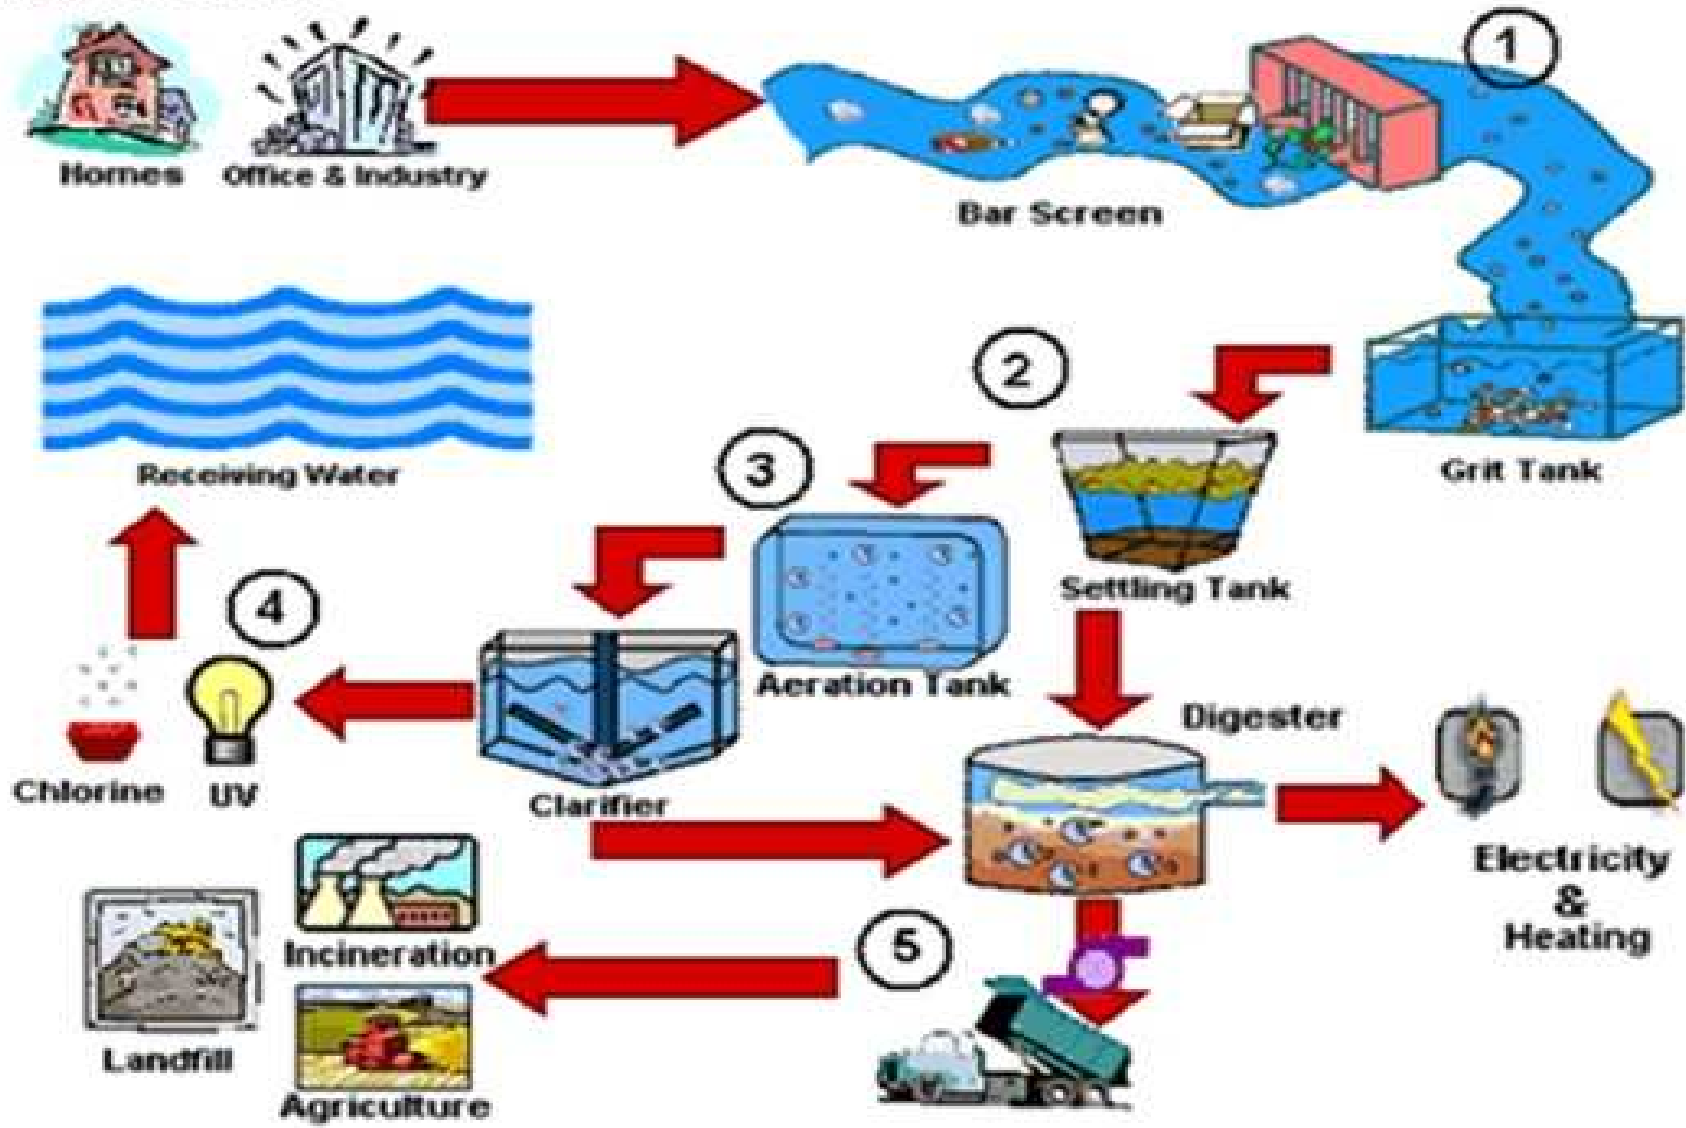 Homes
Office & Industry
1
Bar Screen
Receiving Water
2
Grit Tank
3
Settling Tank
4
Aeration Tank
Digester
Chlorine
UV
Clarifier
Electricity
&
Heating
Incineration
5
Landfill
Agriculture